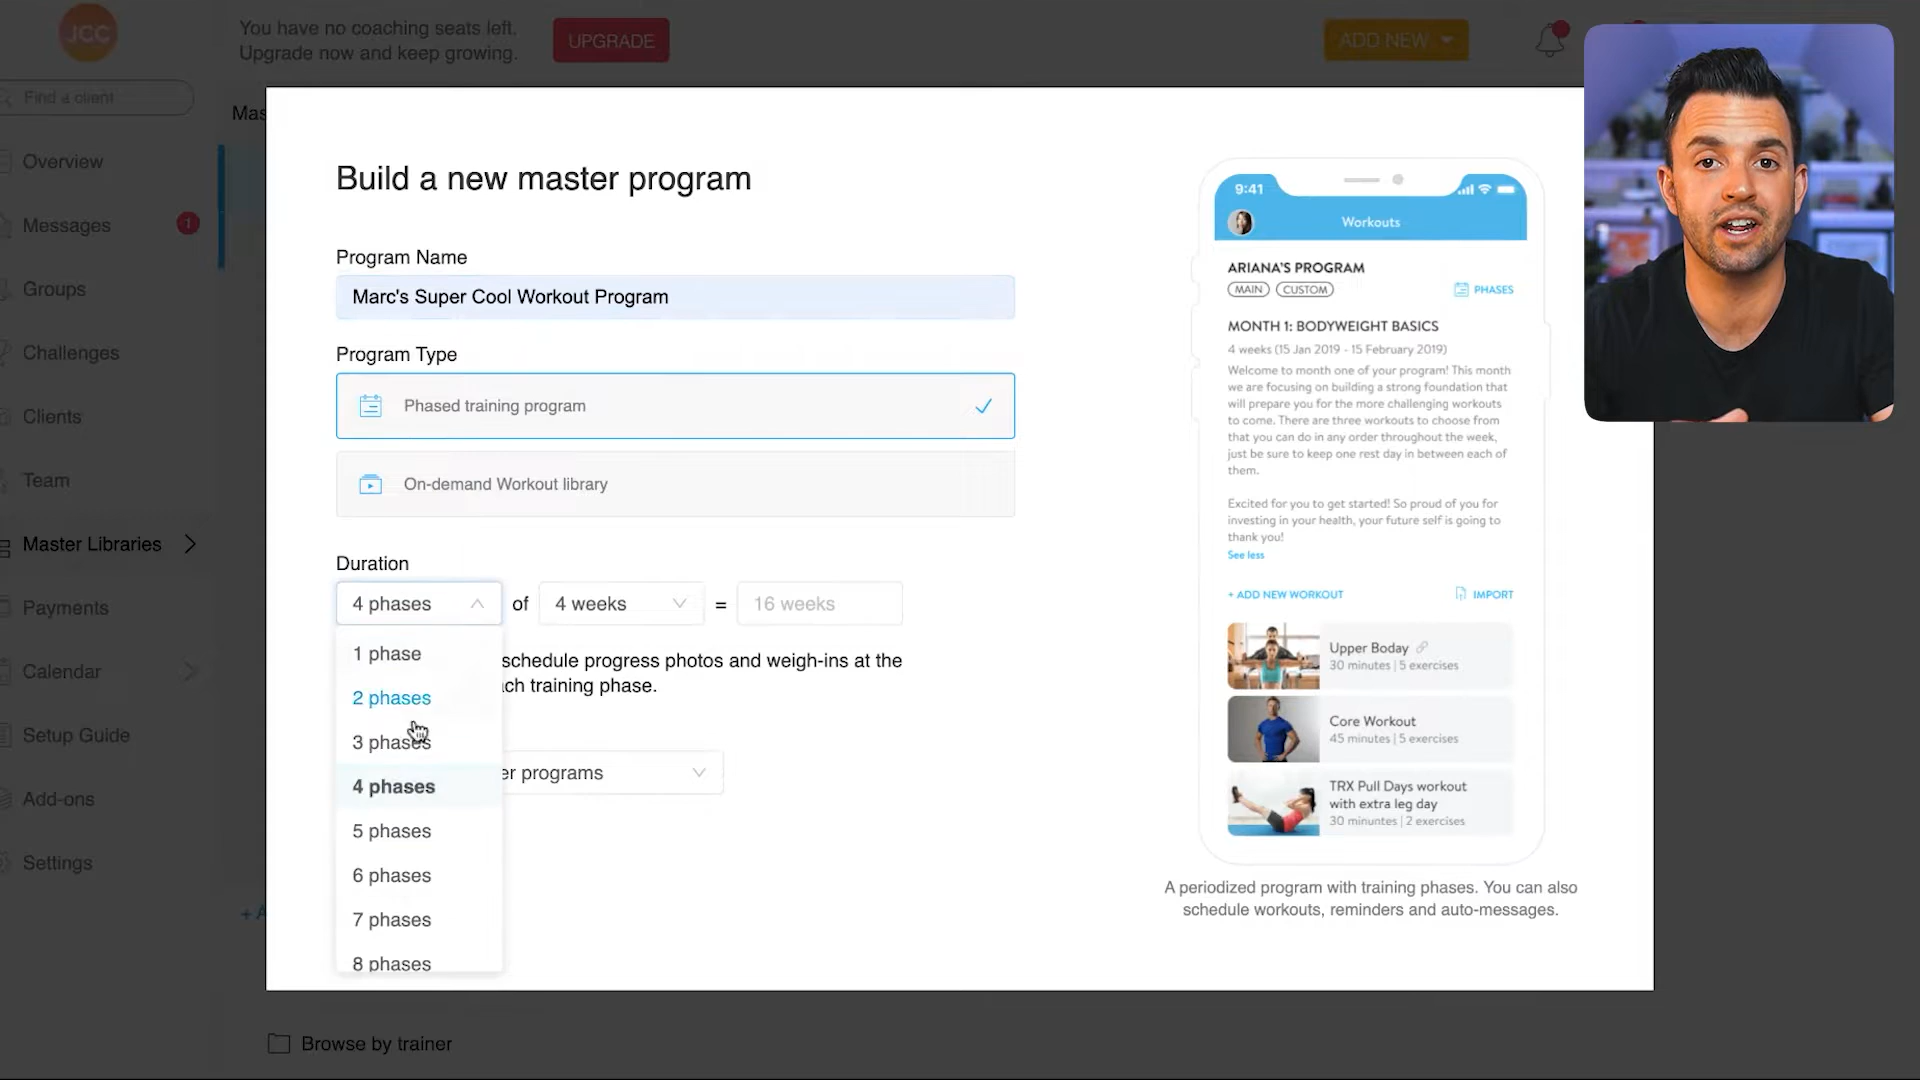 JCC
You have no coaching seats left.
Upgrade now and keep growing.
UPGRADE
ADD NEW
Find a client
Overview
Messages
1
Groups
Challenges
Clients
Team
Master Libraries
Payments
Calendar
Setup Guide
Add-ons
Settings
Mas
+ A
Browse by trainer
Build a new master program
Program Name
Marc's Super Cool Workout Program
Program Type
Phased training program
On-demand Workout library
Duration
4 phases of 4 weeks = 16 weeks
1 phase
2 phases
3 phases
4 phases
5 phases
6 phases
7 phases
8 phases
schedule progress photos and weigh-ins at the
ch training phase.
er programs
9:41
Workouts
ARIANA'S PROGRAM
MAIN CUSTOM
PHASES
MONTH 1: BODYWEIGHT BASICS
4 weeks (15 Jan 2019 - 15 February 2019)
Welcome to month one of your program! This month
we are focusing on building a strong foundation that
will prepare you for the more challenging workouts
to come. There are three workouts to choose from
that you can do in any order throughout the week,
just be sure to keep one rest day in between each of
them.
Excited for you to get started! So proud of you for
investing in your health, your future self is going to
thank you!
See less
+ ADD NEW WORKOUT
IMPORT
Upper Boday
30 minutes | 5 exercises
Core Workout
45 minutes | 5 exercises
TRX Pull Days workout
with extra leg day
30 minuntes | 2 exercises
A periodized program with training phases. You can also
schedule workouts, reminders and auto-messages.